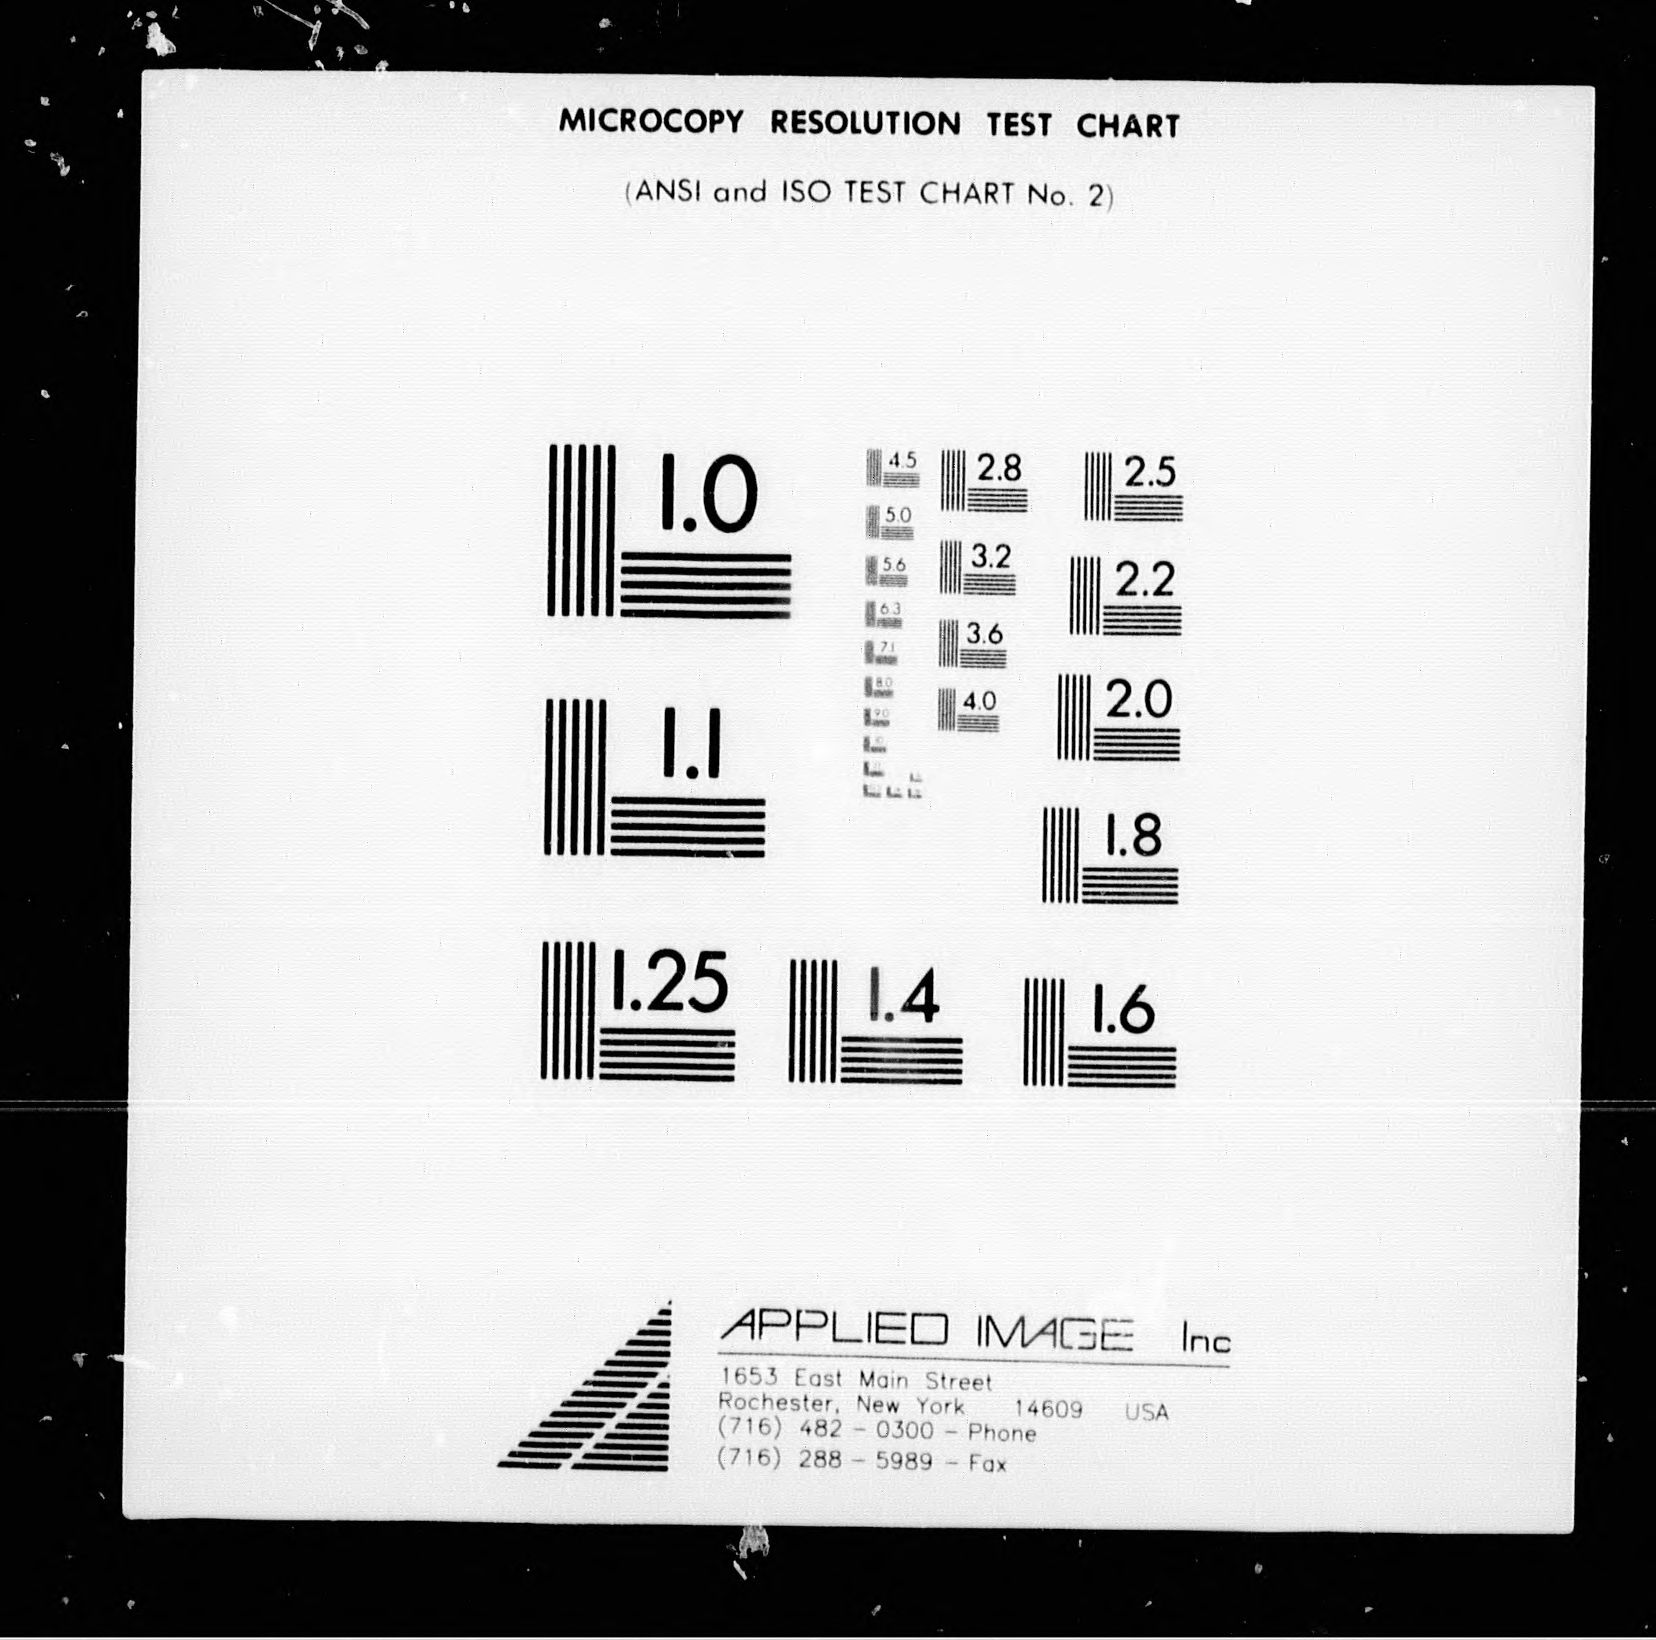 MICROCOPY RESOLUTION TEST CHART
(ANSI and ISO TEST CHART No. 2)
1.0
4.5
2.8
2.5
5.0
3.2
2.2
5.6
6.3
3.6
7.1
2.0
8.0
4.0
9.0
1.1
1.8
1.25
1.4
1.6
APPLIED IMAGE Inc
1653 East Main Street
Rochester, New York 14609 USA
(716) 482 - 0300 - Phone
(716) 288 - 5989 - Fax